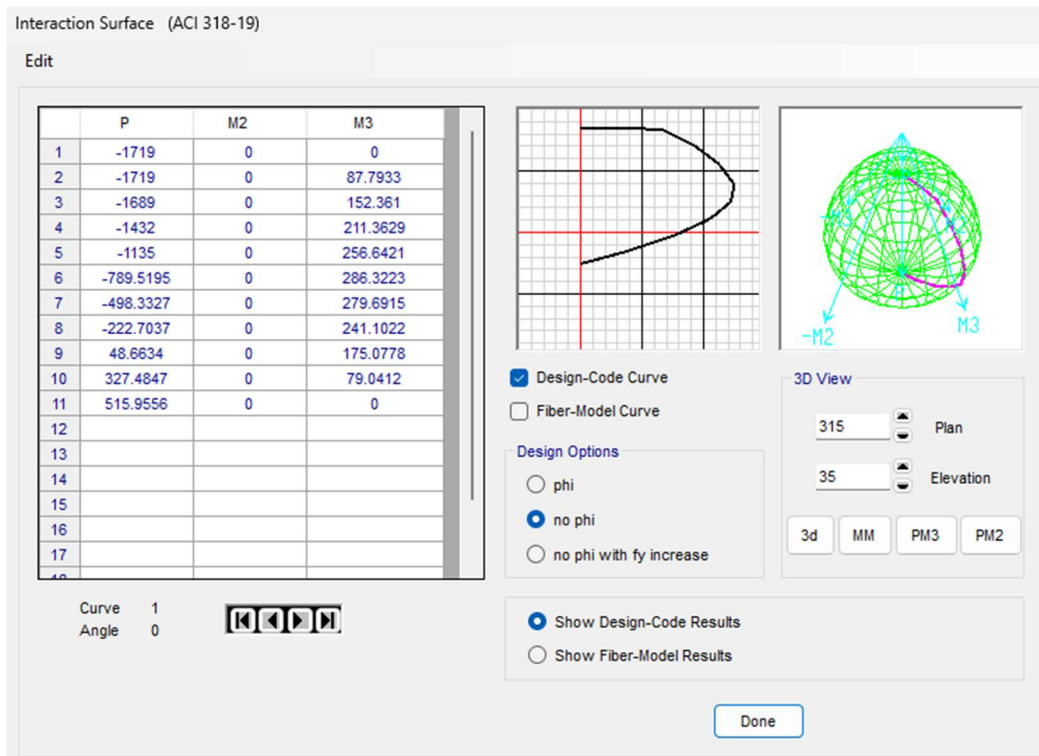 Interaction Surface (ACI 318-19)
Edit
P M2 M3
1 -1719 0 0
2 -1719 0 87.7933
3 -1689 0 152.361
4 -1432 0 211.3629
5 -1135 0 256.6421
6 -789.5195 0 286.3223
7 -498.3327 0 279.6915
8 -222.7037 0 241.1022
9 48.6634 0 175.0778
10 327.4847 0 79.0412
11 515.9556 0 0
12
13
14
15
16
17
Curve 1
Angle 0
-M2
M3
Design-Code Curve
Fiber-Model Curve
Design Options
phi
no phi
no phi with fy increase
3D View
315 Plan
35 Elevation
3d MM PM3 PM2
Show Design-Code Results
Show Fiber-Model Results
Done